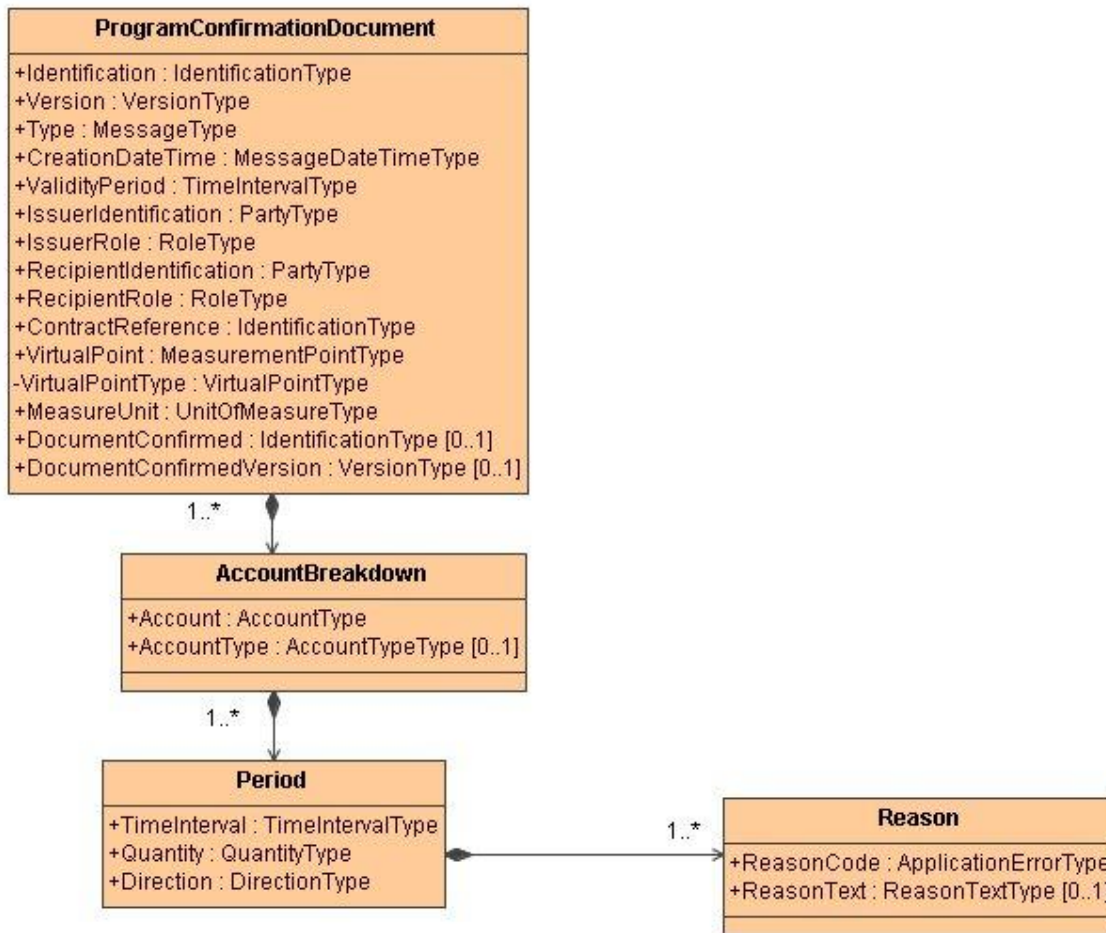 ProgramConfirmationDocument
+Identification : IdentificationType
+Version : VersionType
+Type : MessageType
+CreationDateTime : MessageDateTimeType
+ValidityPeriod : TimeIntervalType
+IssuerIdentification : PartyType
+IssuerRole : RoleType
+RecipientIdentification : PartyType
+RecipientRole : RoleType
+ContractReference : IdentificationType
+VirtualPoint : MeasurementPointType
-VirtualPointType : VirtualPointType
+MeasureUnit : UnitOfMeasureType
+DocumentConfirmed : IdentificationType [0..1]
+DocumentConfirmedVersion : VersionType [0..1]
1..*
AccountBreakdown
+Account : AccountType
+AccountType : AccountTypeType [0..1]
1..*
Period
+TimeInterval : TimeIntervalType
+Quantity : QuantityType
+Direction : DirectionType
1..*
Reason
+ReasonCode : ApplicationErrorType
+ReasonText : ReasonTextType [0..1]